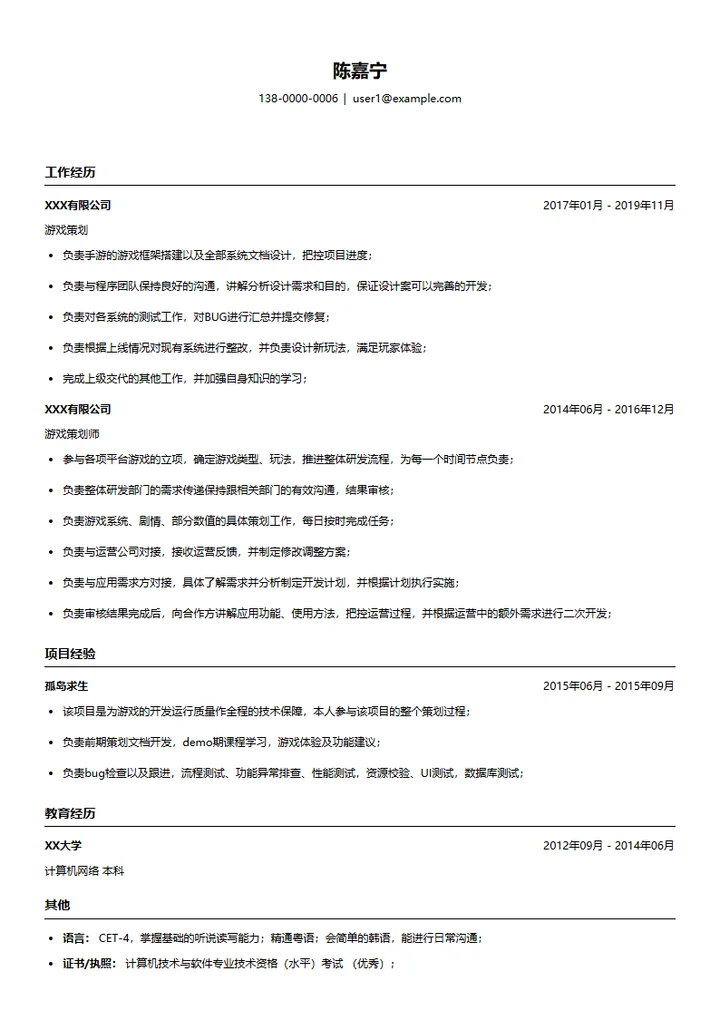 陈嘉宁
138-0000-0006 | user1@example.com
工作经历
XXX有限公司 2017年01月 - 2019年11月
游戏策划
• 负责手游的游戏框架搭建以及全部系统文档设计，把控项目进度；
• 负责与程序团队保持良好的沟通，讲解分析设计需求和目的，保证设计案可以完善的开发；
• 负责对各系统的测试工作，对BUG进行汇总并提交修复；
• 负责根据上线情况对现有系统进行整改，并负责设计新玩法，满足玩家体验；
• 完成上级交代的其他工作，并加强自身知识的学习；
XXX有限公司 2014年06月 - 2016年12月
游戏策划师
• 参与各项平台游戏的立项，确定游戏类型、玩法，推进整体研发流程，为每一个时间节点负责；
• 负责整体研发部门的需求传递保持跟相关部门的有效沟通，结果审核；
• 负责游戏系统、剧情、部分数值的具体策划工作，每日按时完成任务；
• 负责与运营公司对接，接收运营反馈，并制定修改调整方案；
• 负责与应用需求方对接，具体了解需求并分析制定开发计划，并根据计划执行实施；
• 负责审核结果完成后，向合作方讲解应用功能、使用方法，把控运营过程，并根据运营中的额外需求进行二次开发；
项目经验
孤岛求生 2015年06月 - 2015年09月
• 该项目是为游戏的开发运行质量作全程的技术保障，本人参与该项目的整个策划过程；
• 负责前期策划文档开发，demo期课程学习，游戏体验及功能建议；
• 负责bug检查以及跟进，流程测试、功能异常排查、性能测试，资源校验、UI测试，数据库测试；
教育经历
XX大学 2012年09月 - 2014年06月
计算机网络 本科
其他
• 语言： CET-4，掌握基础的听说读写能力；精通粤语；会简单的韩语，能进行日常沟通；
• 证书/执照： 计算机技术与软件专业技术资格（水平）考试 （优秀）；